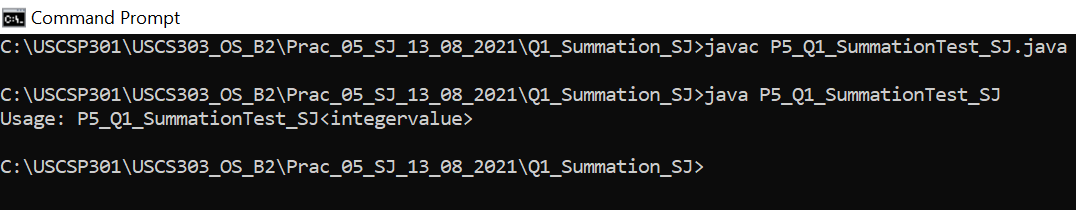 Command Prompt
C:\USCSP301\USCS303_OS_B2\Prac_05_SJ_13_08_2021\Q1_Summation_SJ>javac P5_Q1_SummationTest_SJ.java
C:\USCSP301\USCS303_OS_B2\Prac_05_SJ_13_08_2021\Q1_Summation_SJ>java P5_Q1_SummationTest_SJ
Usage: P5_Q1_SummationTest_SJ<integervalue>
C:\USCSP301\USCS303_OS_B2\Prac_05_SJ_13_08_2021\Q1_Summation_SJ>